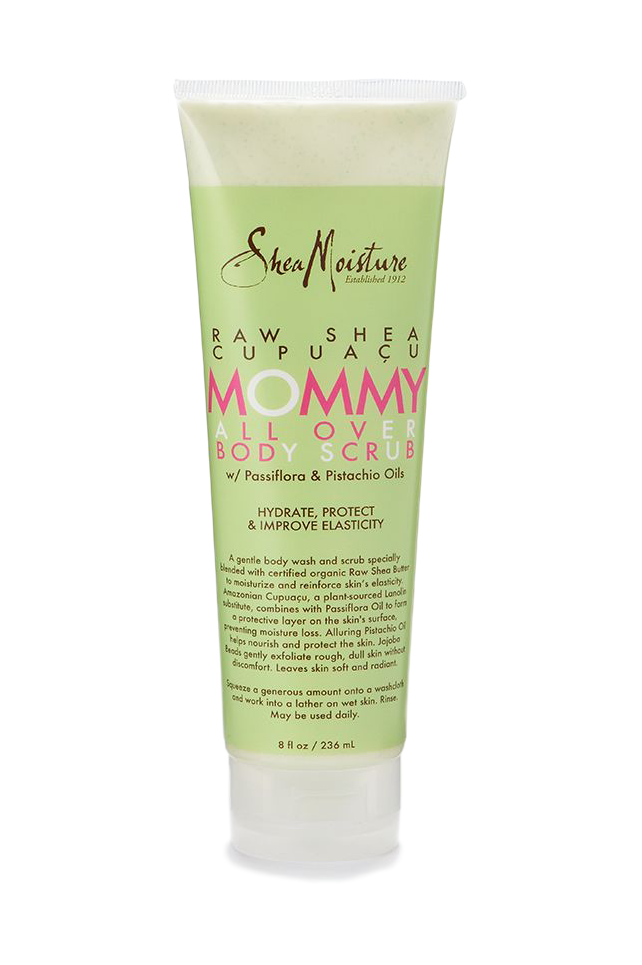 SheaMoisture
Established 1912
RAW SHEA
CUPUAÇU
MOMMY
ALL OVER
BODY SCRUB
w/ Passiflora & Pistachio Oils
HYDRATE, PROTECT
& IMPROVE ELASTICITY
A gentle body wash and scrub specially
blended with certified organic Raw Shea Butter
to moisturize and reinforce skin's elasticity.
Amazonian Cupuaçu, a plant-sourced Lanolin
substitute, combines with Passiflora Oil to form
a protective layer on the skin's surface,
preventing moisture loss. Alluring Pistachio Oil
helps nourish and protect the skin. Jojoba
Beads gently exfoliate rough, dull skin without
discomfort. Leaves skin soft and radiant.
Squeeze a generous amount onto a washcloth
and work into a lather on wet skin. Rinse.
May be used daily.
8 fl oz / 236 mL